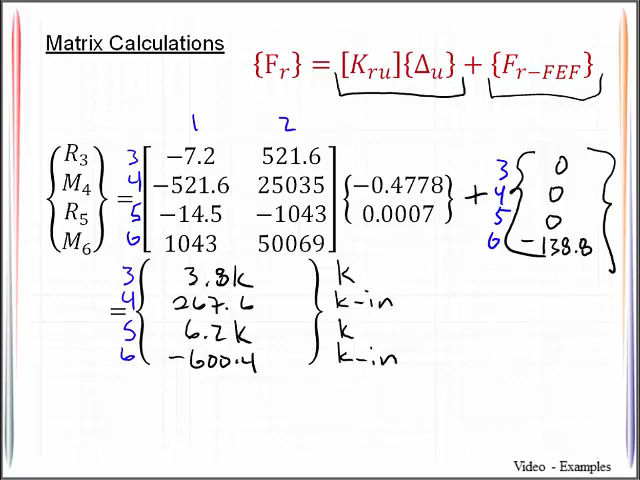 Matrix Calculations
{F_r} = [K_ru]{Δ_u} + {F_r−FEF}
1 2
R_3 3 −7.2 521.6 3 0
M_4 = 4 −521.6 25035 −0.4778 + 4 0
R_5 5 −14.5 −1043 0.0007 5 0
M_6 6 1043 50069 6 −138.8
3 3.8k k
= 4 267.6 k-in
5 6.2k k
6 −600.4 k-in
Video - Examples